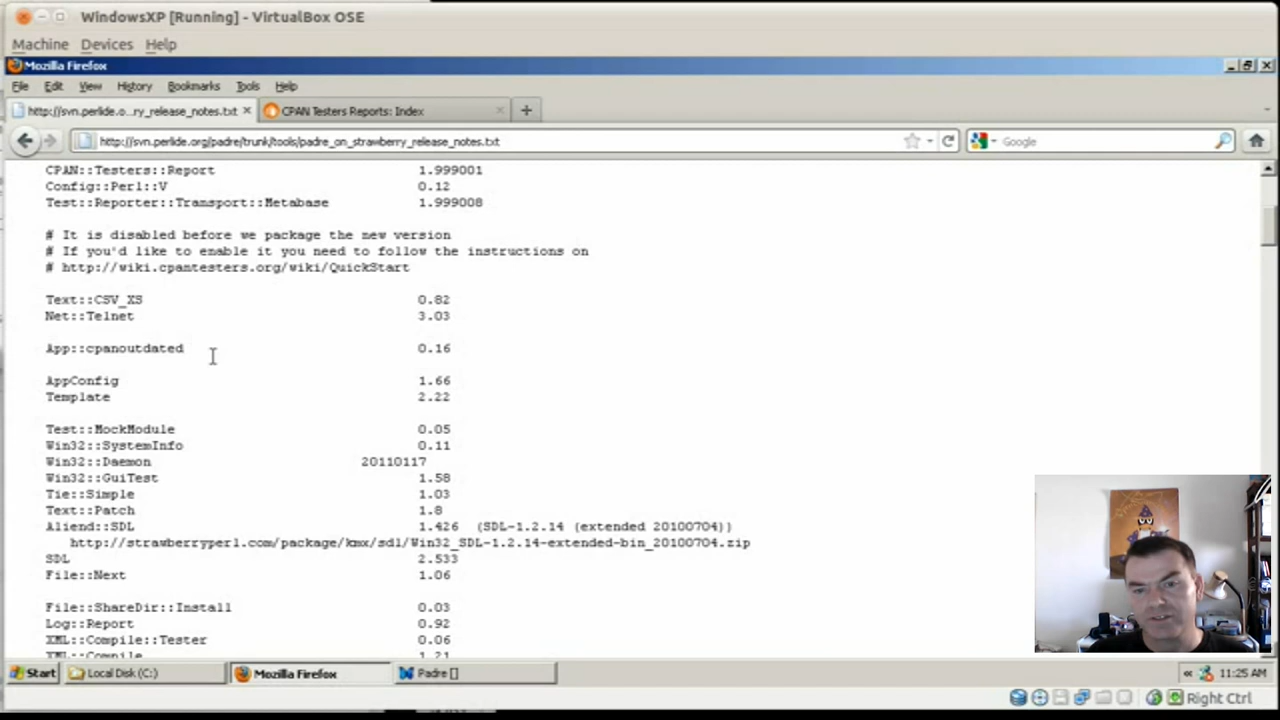 WindowsXP [Running] - VirtualBox OSE
Machine Devices Help
Mozilla Firefox
File Edit View History Bookmarks Tools Help
http://svn.perlide.o...ry_release_notes.txt CPAN Testers Reports: Index
http://svn.perlide.org/padre/trunk/tools/padre_on_strawberry_release_notes.txt Google
CPAN::Testers::Report 1.999001
Config::Perl::V 0.12
Test::Reporter::Transport::Metabase 1.999008
# It is disabled before we package the new version
# If you'd like to enable it you need to follow the instructions on
# http://wiki.cpantesters.org/wiki/QuickStart
Text::CSV_XS 0.82
Net::Telnet 3.03
App::cpanoutdated 0.16
AppConfig 1.66
Template 2.22
Test::MockModule 0.05
Win32::SystemInfo 0.11
Win32::Daemon 20110117
Win32::GuiTest 1.58
Tie::Simple 1.03
Text::Patch 1.8
Aliend::SDL 1.426 (SDL-1.2.14 (extended 20100704))
http://strawberryperl.com/package/kmx/sdl/Win32_SDL-1.2.14-extended-bin_20100704.zip
SDL 2.533
File::Next 1.06
File::ShareDir::Install 0.03
Log::Report 0.92
XML::Compile::Tester 0.06
XML::Compile 1.21
Start Local Disk (C:) Mozilla Firefox Padre [] « 11:25 AM
Right Ctrl